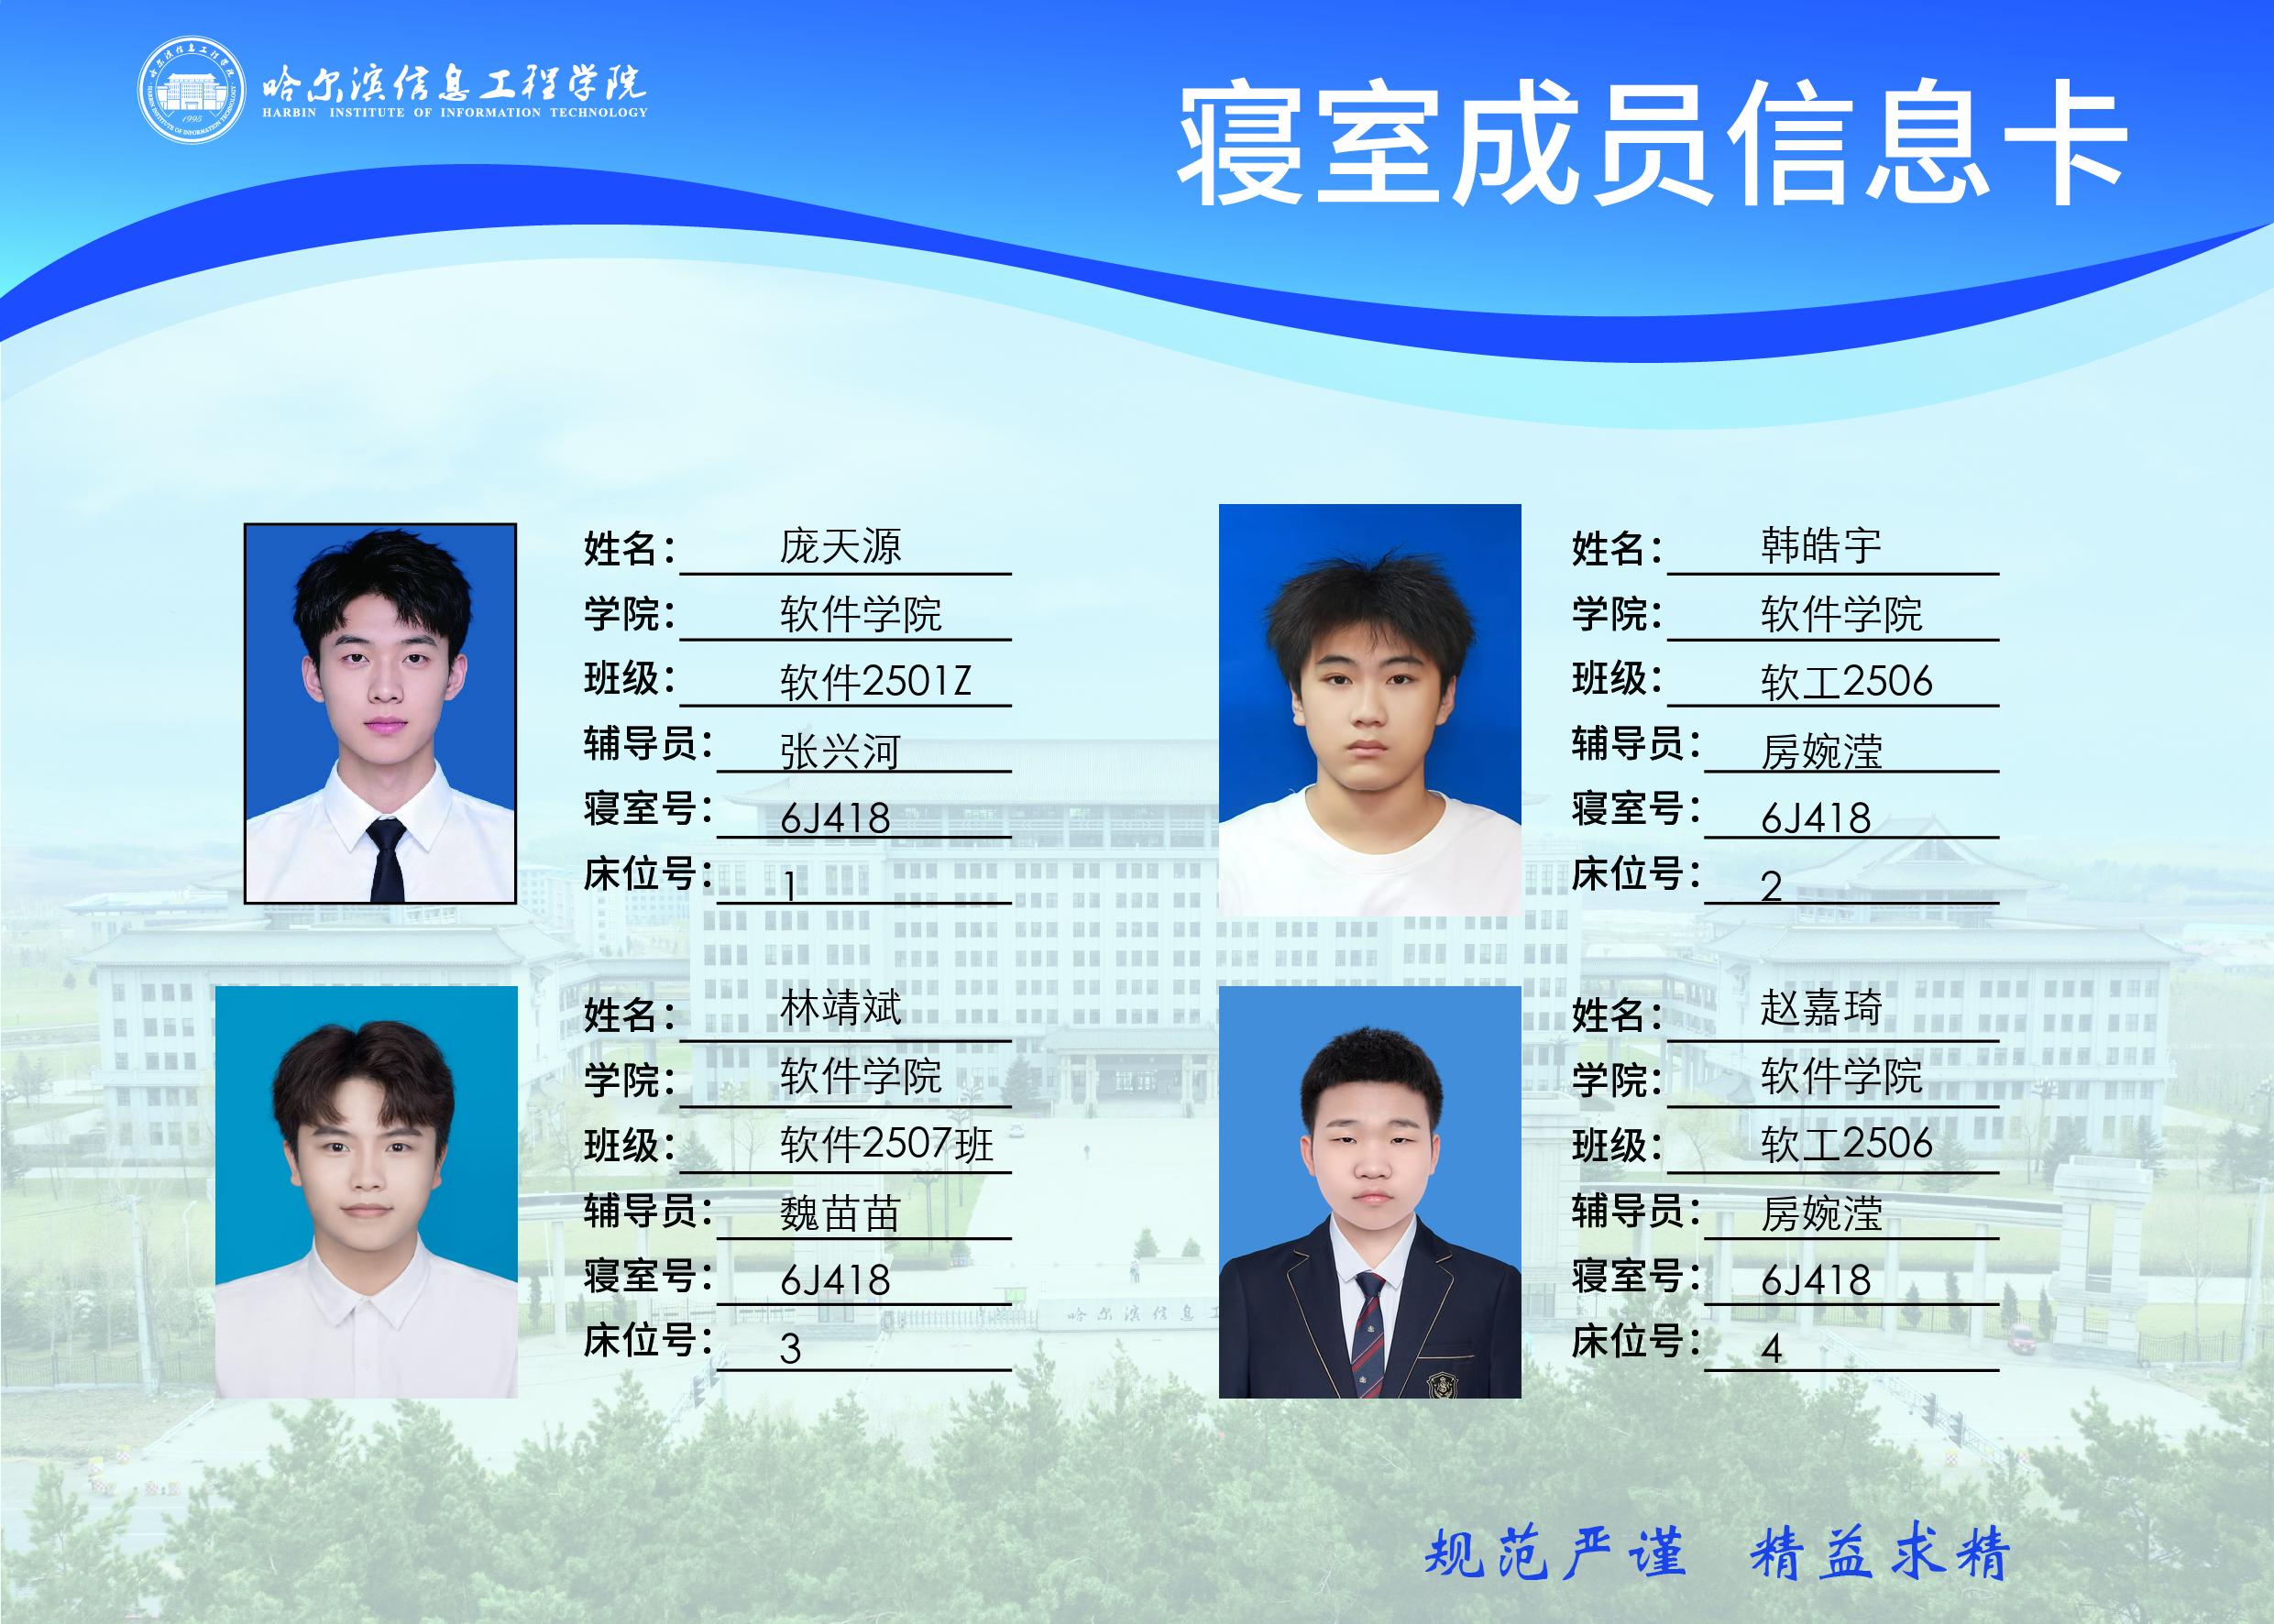 哈尔滨信息工程学院
HARBIN INSTITUTE OF INFORMATION TECHNOLOGY
1995
寝室成员信息卡
姓名： 庞天源
学院： 软件学院
班级： 软件2501Z
辅导员： 张兴河
寝室号： 6J418
床位号： 1
姓名： 韩皓宇
学院： 软件学院
班级： 软工2506
辅导员： 房婉滢
寝室号： 6J418
床位号： 2
姓名： 林靖斌
学院： 软件学院
班级： 软件2507班
辅导员： 魏苗苗
寝室号： 6J418
床位号： 3
姓名： 赵嘉琦
学院： 软件学院
班级： 软工2506
辅导员： 房婉滢
寝室号： 6J418
床位号： 4
哈尔滨信息工
规范严谨 精益求精